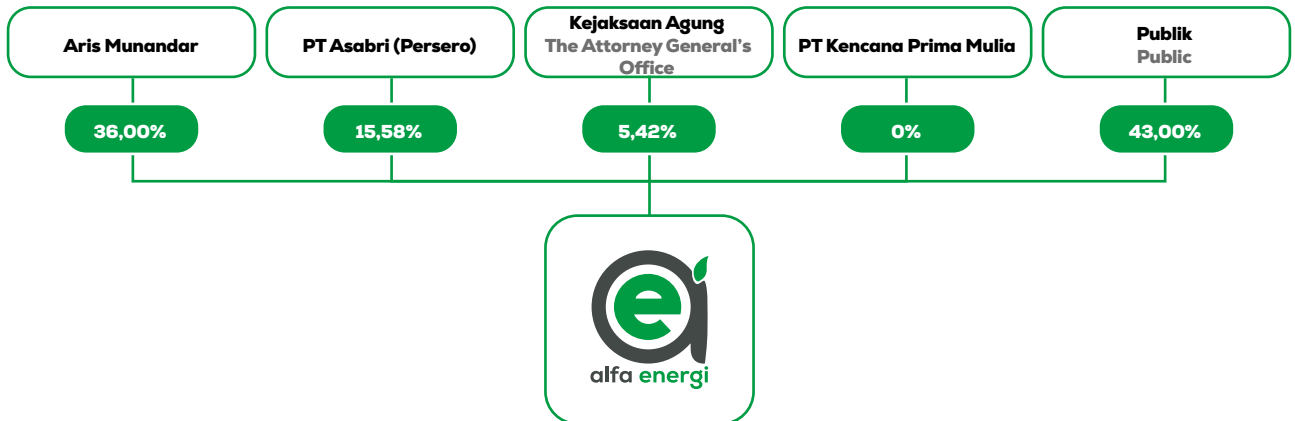 Aris Munandar
PT Asabri (Persero)
Kejaksaan Agung
The Attorney General's
Office
PT Kencana Prima Mulia
Publik
Public
36,00%
15,58%
5,42%
0%
43,00%
alfa energi